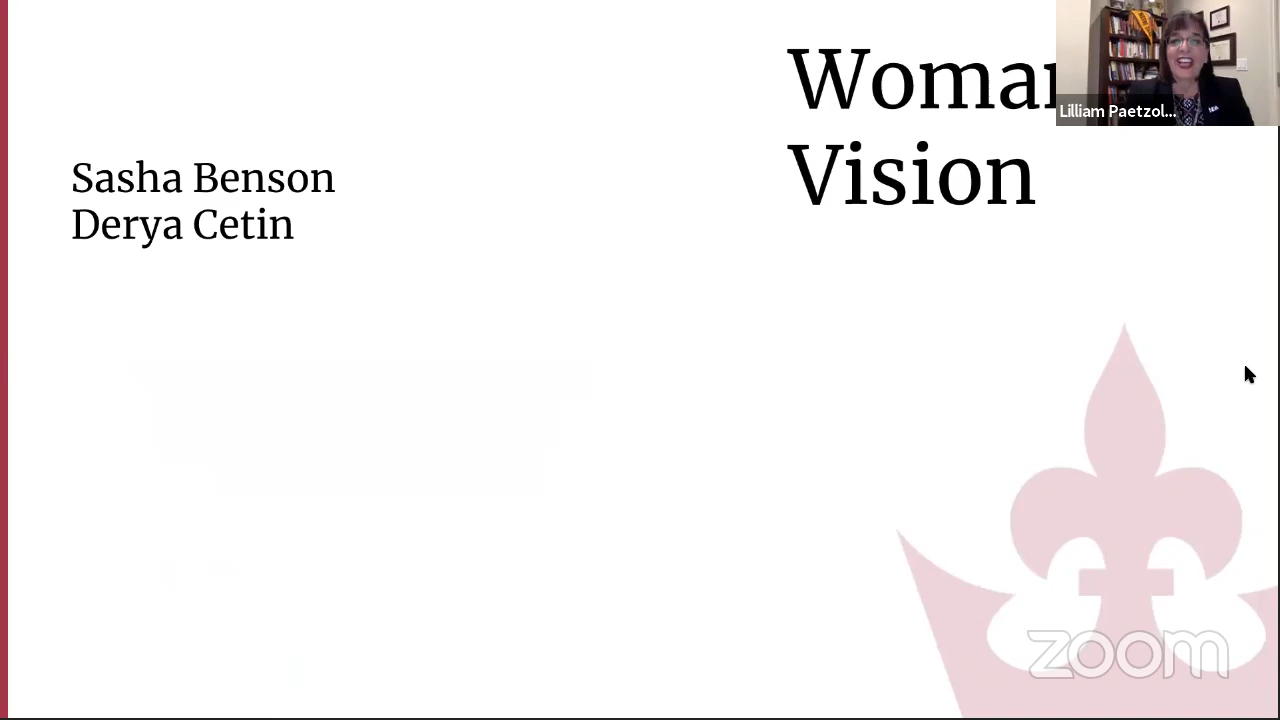 Woman
Vision
Lilliam Paetzol...
Sasha Benson
Derya Cetin
zoom